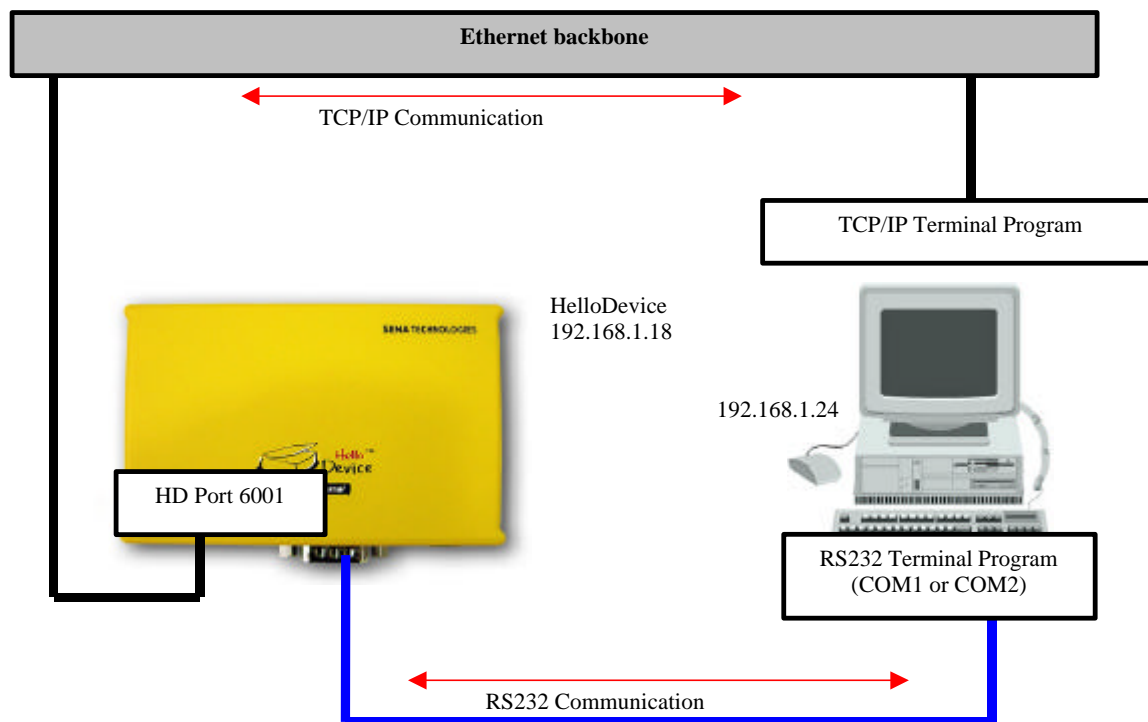 Ethernet backbone
TCP/IP Communication
TCP/IP Terminal Program
HelloDevice
192.168.1.18
SENA TECHNOLOGIES
192.168.1.24
Hello™
Device
HD Port 6001
RS232 Terminal Program
(COM1 or COM2)
RS232 Communication